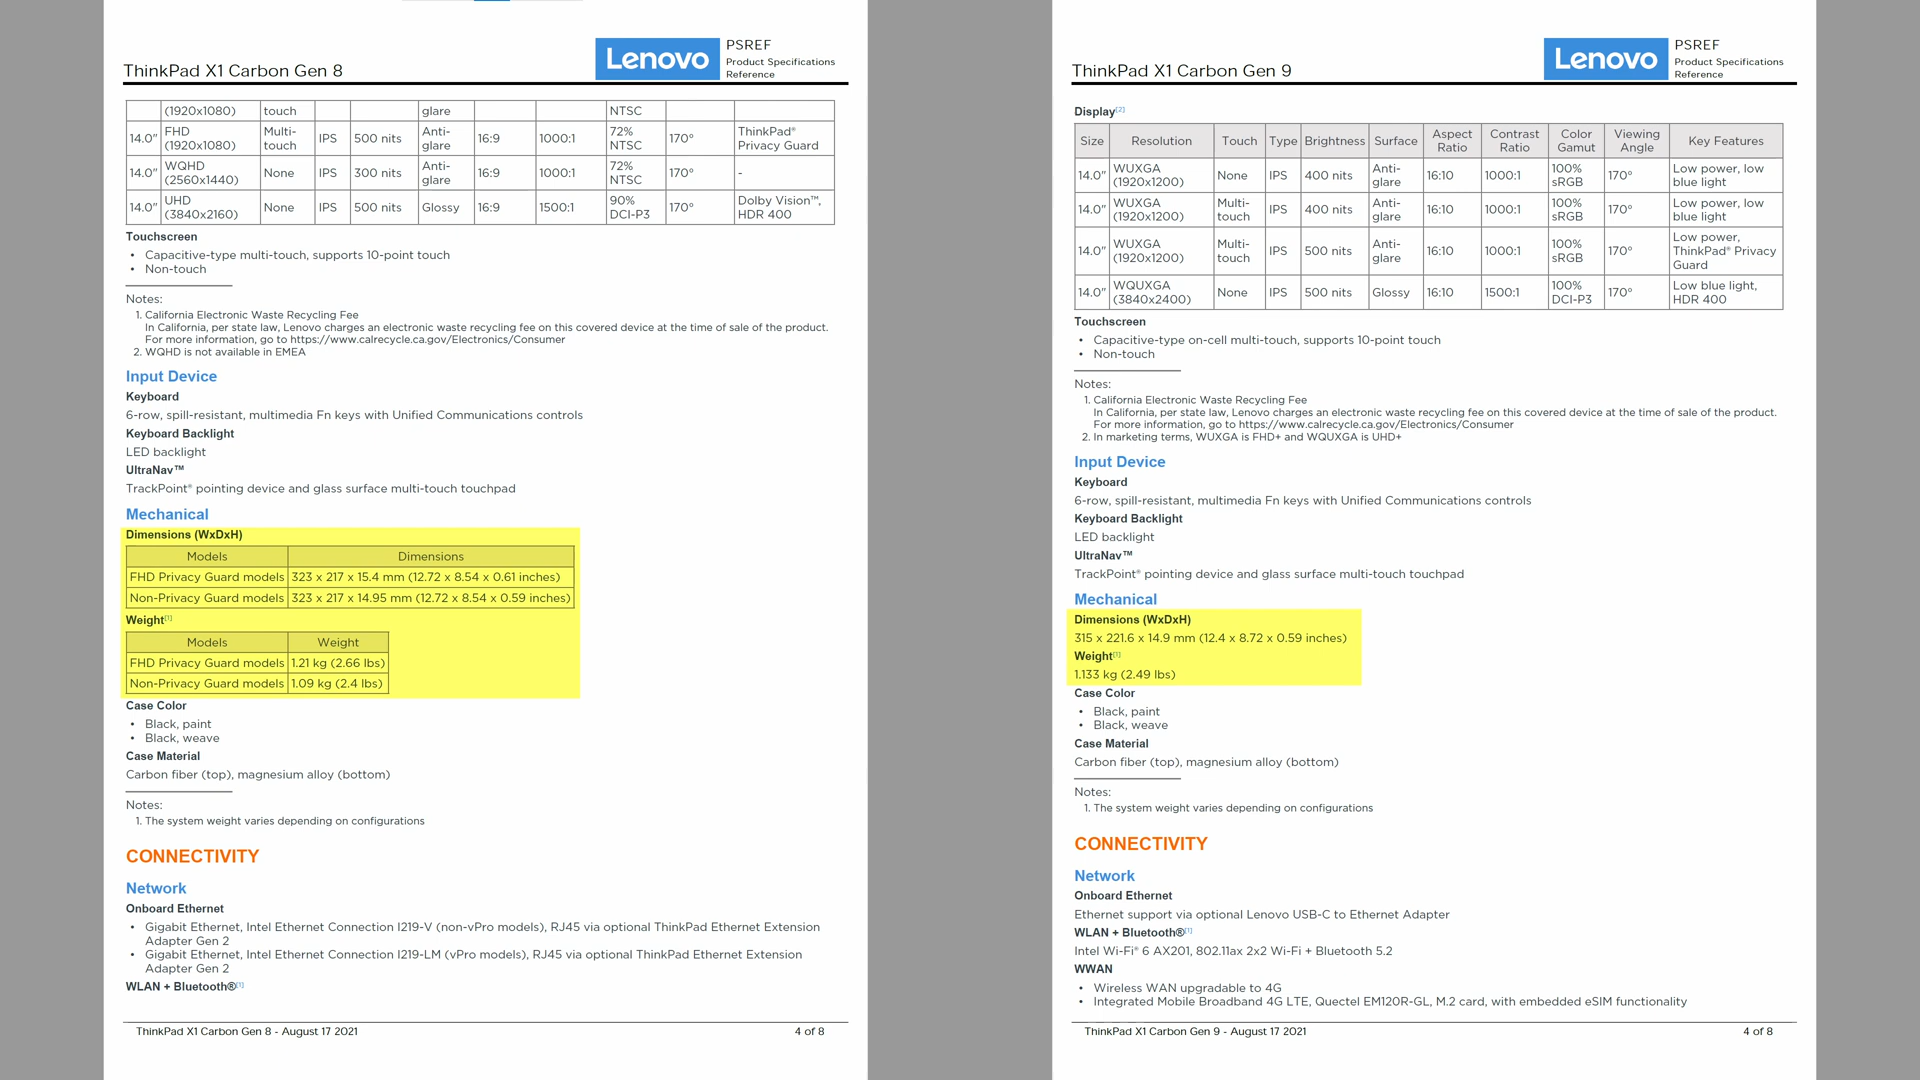 ThinkPad X1 Carbon Gen 8
Lenovo
PSREF
Product Specifications
Reference
(1920x1080) touch glare NTSC
14.0" FHD (1920x1080) Multi-touch IPS 500 nits Anti-glare 16:9 1000:1 72% NTSC 170° ThinkPad® Privacy Guard
14.0" WQHD (2560x1440) None IPS 300 nits Anti-glare 16:9 1000:1 72% NTSC 170° -
14.0" UHD (3840x2160) None IPS 500 nits Glossy 16:9 1500:1 90% DCI-P3 170° Dolby Vision™, HDR 400
Touchscreen
• Capacitive-type multi-touch, supports 10-point touch
• Non-touch
Notes:
1. California Electronic Waste Recycling Fee
In California, per state law, Lenovo charges an electronic waste recycling fee on this covered device at the time of sale of the product.
For more information, go to https://www.calrecycle.ca.gov/Electronics/Consumer
2. WQHD is not available in EMEA
Input Device
Keyboard
6-row, spill-resistant, multimedia Fn keys with Unified Communications controls
Keyboard Backlight
LED backlight
UltraNav™
TrackPoint® pointing device and glass surface multi-touch touchpad
Mechanical
Dimensions (WxDxH)
Models Dimensions
FHD Privacy Guard models 323 x 217 x 15.4 mm (12.72 x 8.54 x 0.61 inches)
Non-Privacy Guard models 323 x 217 x 14.95 mm (12.72 x 8.54 x 0.59 inches)
Weight[1]
Models Weight
FHD Privacy Guard models 1.21 kg (2.66 lbs)
Non-Privacy Guard models 1.09 kg (2.4 lbs)
Case Color
• Black, paint
• Black, weave
Case Material
Carbon fiber (top), magnesium alloy (bottom)
Notes:
1. The system weight varies depending on configurations
CONNECTIVITY
Network
Onboard Ethernet
• Gigabit Ethernet, Intel Ethernet Connection I219-V (non-vPro models), RJ45 via optional ThinkPad Ethernet Extension
Adapter Gen 2
• Gigabit Ethernet, Intel Ethernet Connection I219-LM (vPro models), RJ45 via optional ThinkPad Ethernet Extension
Adapter Gen 2
WLAN + Bluetooth®[1]
ThinkPad X1 Carbon Gen 8 - August 17 2021
4 of 8
ThinkPad X1 Carbon Gen 9
Lenovo
PSREF
Product Specifications
Reference
Display[2]
Size Resolution Touch Type Brightness Surface Aspect Ratio Contrast Ratio Color Gamut Viewing Angle Key Features
14.0" WUXGA (1920x1200) None IPS 400 nits Anti-glare 16:10 1000:1 100% sRGB 170° Low power, low blue light
14.0" WUXGA (1920x1200) Multi-touch IPS 400 nits Anti-glare 16:10 1000:1 100% sRGB 170° Low power, low blue light
14.0" WUXGA (1920x1200) Multi-touch IPS 500 nits Anti-glare 16:10 1000:1 100% sRGB 170° Low power, ThinkPad® Privacy Guard
14.0" WQUXGA (3840x2400) None IPS 500 nits Glossy 16:10 1500:1 100% DCI-P3 170° Low blue light, HDR 400
Touchscreen
• Capacitive-type on-cell multi-touch, supports 10-point touch
• Non-touch
Notes:
1. California Electronic Waste Recycling Fee
In California, per state law, Lenovo charges an electronic waste recycling fee on this covered device at the time of sale of the product.
For more information, go to https://www.calrecycle.ca.gov/Electronics/Consumer
2. In marketing terms, WUXGA is FHD+ and WQUXGA is UHD+
Input Device
Keyboard
6-row, spill-resistant, multimedia Fn keys with Unified Communications controls
Keyboard Backlight
LED backlight
UltraNav™
TrackPoint® pointing device and glass surface multi-touch touchpad
Mechanical
Dimensions (WxDxH)
315 x 221.6 x 14.9 mm (12.4 x 8.72 x 0.59 inches)
Weight[1]
1.133 kg (2.49 lbs)
Case Color
• Black, paint
• Black, weave
Case Material
Carbon fiber (top), magnesium alloy (bottom)
Notes:
1. The system weight varies depending on configurations
CONNECTIVITY
Network
Onboard Ethernet
Ethernet support via optional Lenovo USB-C to Ethernet Adapter
WLAN + Bluetooth®[1]
Intel Wi-Fi® 6 AX201, 802.11ax 2x2 Wi-Fi + Bluetooth 5.2
WWAN
• Wireless WAN upgradable to 4G
• Integrated Mobile Broadband 4G LTE, Quectel EM120R-GL, M.2 card, with embedded eSIM functionality
ThinkPad X1 Carbon Gen 9 - August 17 2021
4 of 8